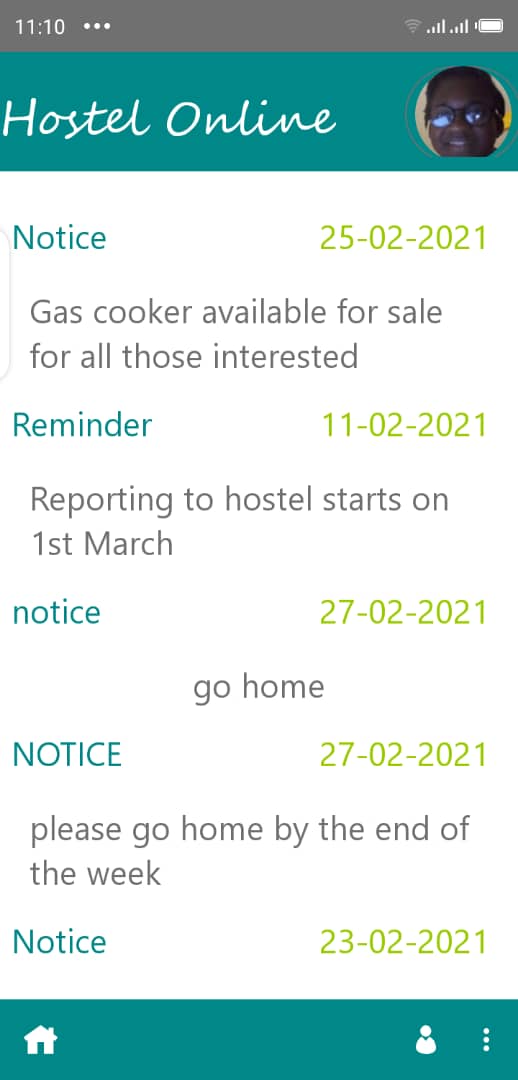 11:10
Hostel Online
Notice 25-02-2021
Gas cooker available for sale
for all those interested
Reminder 11-02-2021
Reporting to hostel starts on
1st March
notice 27-02-2021
go home
NOTICE 27-02-2021
please go home by the end of
the week
Notice 23-02-2021